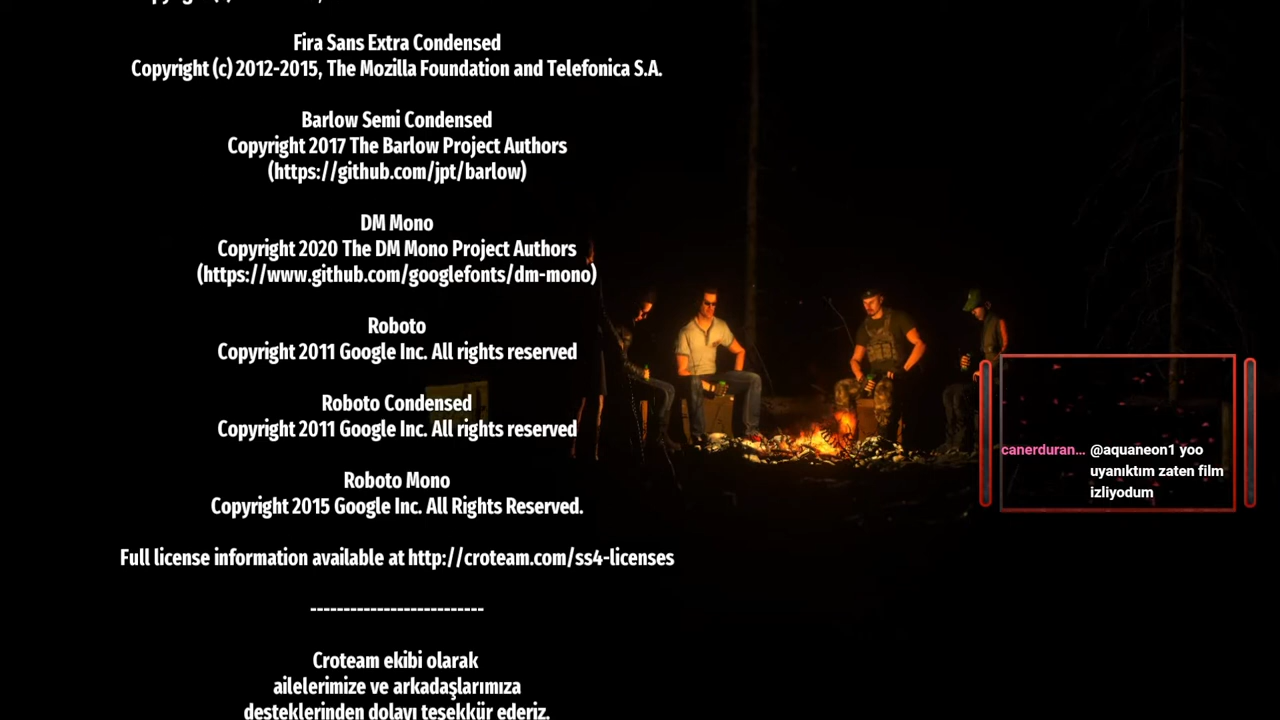 Fira Sans Extra Condensed
Copyright (c) 2012-2015, The Mozilla Foundation and Telefonica S.A.
Barlow Semi Condensed
Copyright 2017 The Barlow Project Authors
(https://github.com/jpt/barlow)
DM Mono
Copyright 2020 The DM Mono Project Authors
(https://www.github.com/googlefonts/dm-mono)
Roboto
Copyright 2011 Google Inc. All rights reserved
Roboto Condensed
Copyright 2011 Google Inc. All rights reserved
Roboto Mono
Copyright 2015 Google Inc. All Rights Reserved.
Full license information available at http://croteam.com/ss4-licenses
--------------------------
Croteam ekibi olarak
ailelerimize ve arkadaşlarımıza
desteklerinden dolayı teşekkür ederiz.
canerduran… @aquaneon1 yoo
uyanıktım zaten film
izliyodum